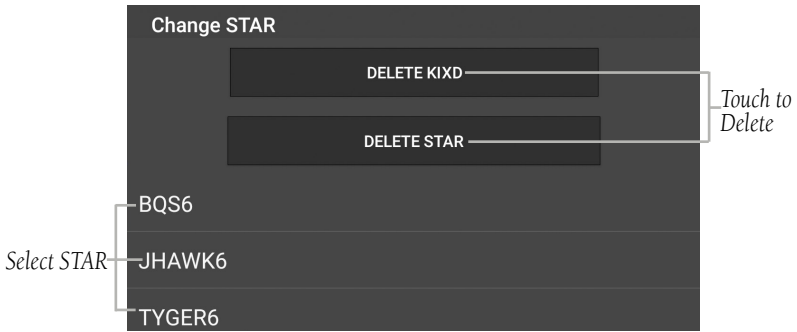 Change STAR
DELETE KIXD
Touch to
Delete
DELETE STAR
BQS6
Select STAR
JHAWK6
TYGER6